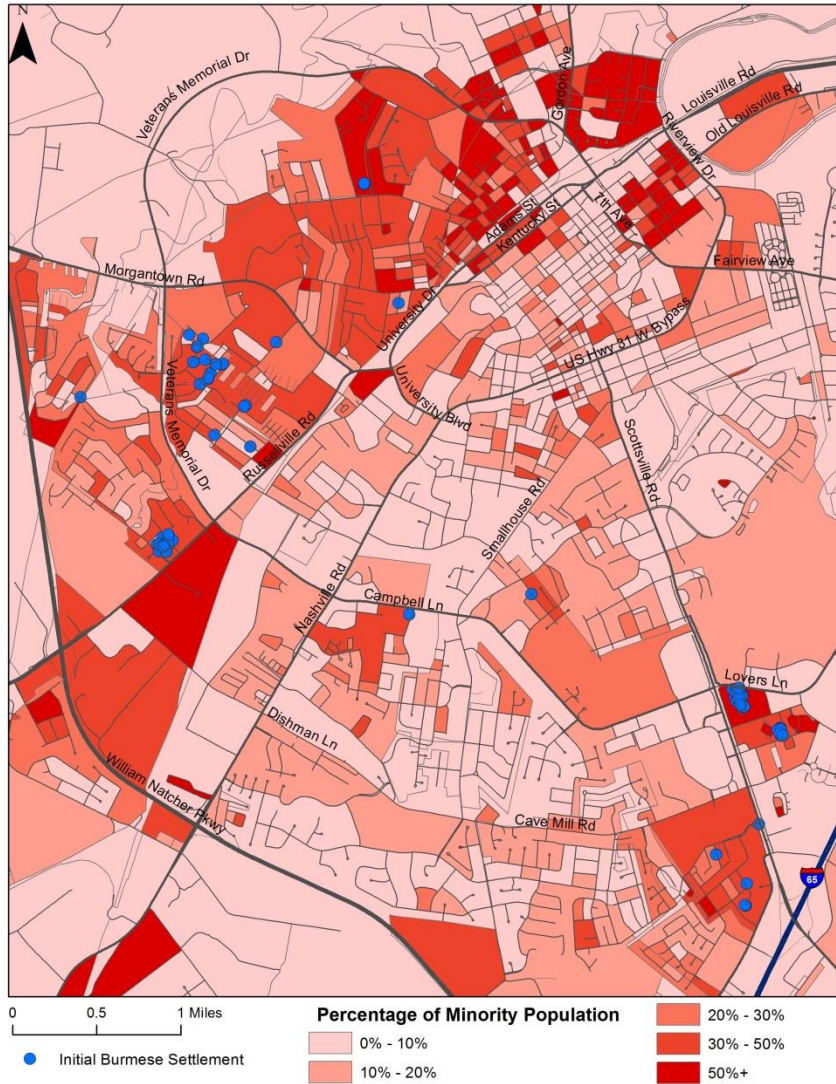 N
Veterans Memorial Dr
Gordon Ave
Louisville Rd
Old Louisville Rd
Riverview Dr
Adams St
Kentucky St
7th Ave
Morgantown Rd
Fairview Ave
University Dr
US Hwy 31 W Bypass
Veterans Memorial Dr
University Blvd
Russellville Rd
Scottsville Rd
Smallhouse Rd
Nashville Rd
Campbell Ln
Lovers Ln
Dishman Ln
William Natcher Pkwy
Cave Mill Rd
65
0 0.5 1 Miles
Initial Burmese Settlement
Percentage of Minority Population
0% - 10%
10% - 20%
20% - 30%
30% - 50%
50%+